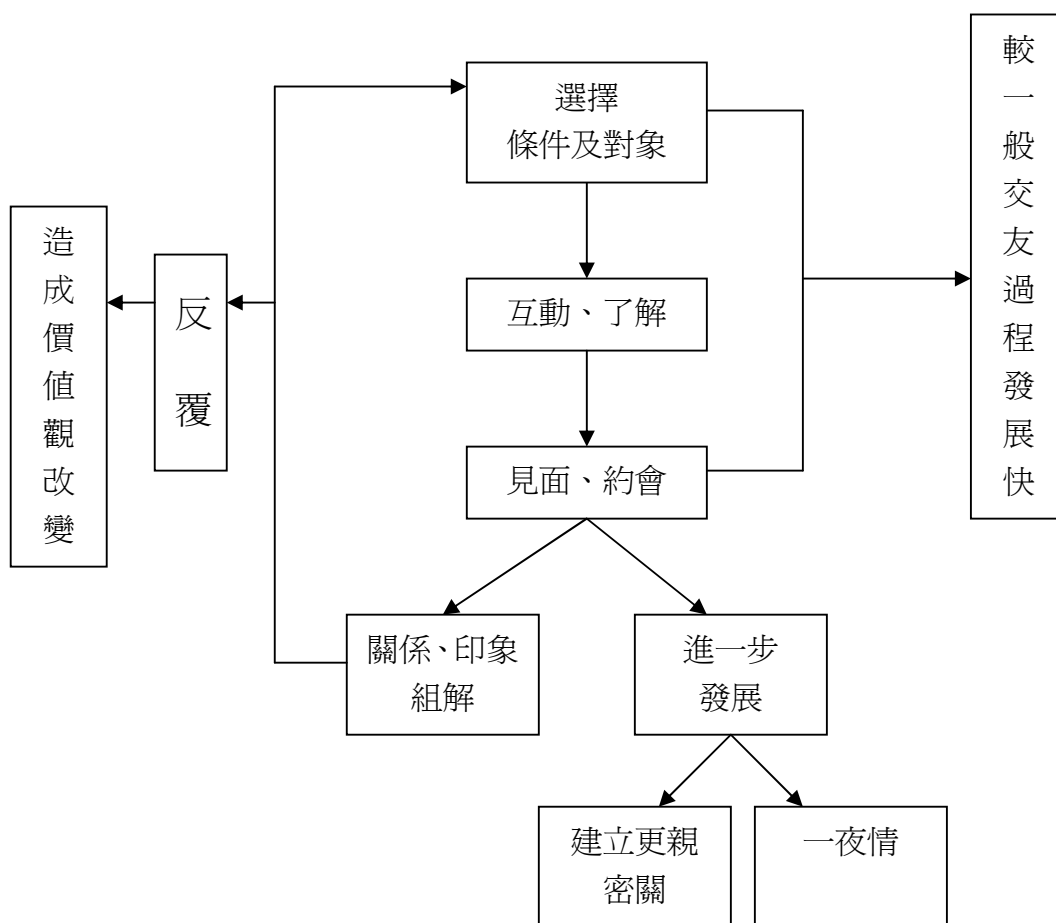 選擇
條件及對象
較一般交友過程發展快
造成價值觀改變
反覆
互動、了解
見面、約會
關係、印象
組解
進一步
發展
建立更親
密關
一夜情